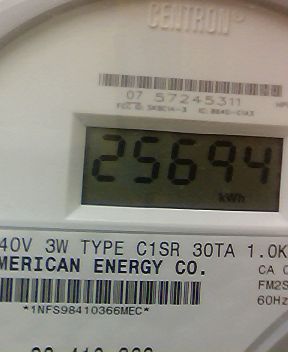 CENTRON®
07 57245311
25694
kWh
40V 3W TYPE C1SR 30TA 1.0K
MERICAN ENERGY CO.
CA
FM2S
60Hz
*1NFS98410366MEC*